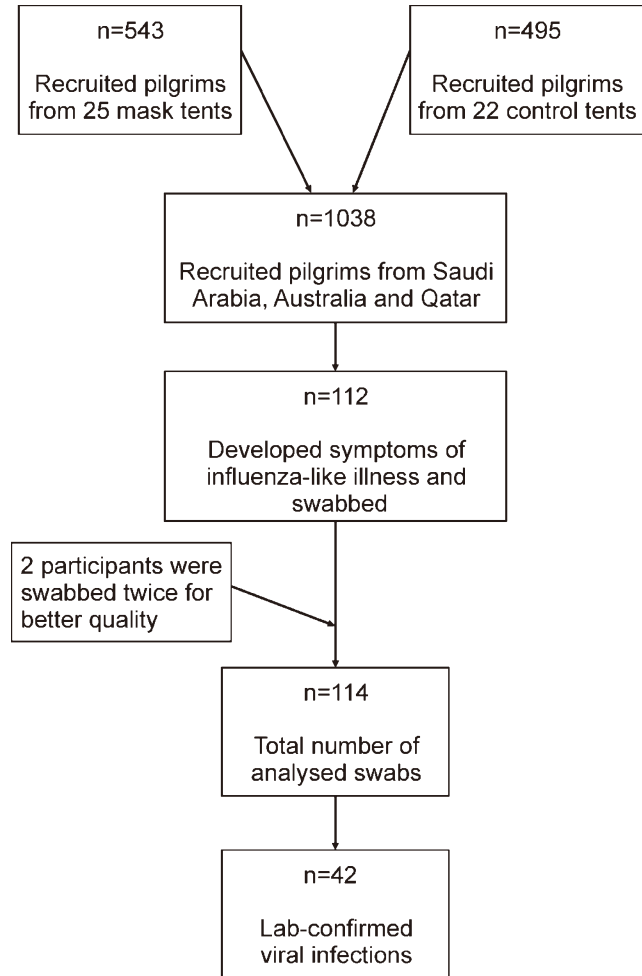 n=543
Recruited pilgrims
from 25 mask tents
n=495
Recruited pilgrims
from 22 control tents
n=1038
Recruited pilgrims from Saudi
Arabia, Australia and Qatar
n=112
Developed symptoms of
influenza-like illness and
swabbed
2 participants were
swabbed twice for
better quality
n=114
Total number of
analysed swabs
n=42
Lab-confirmed
viral infections